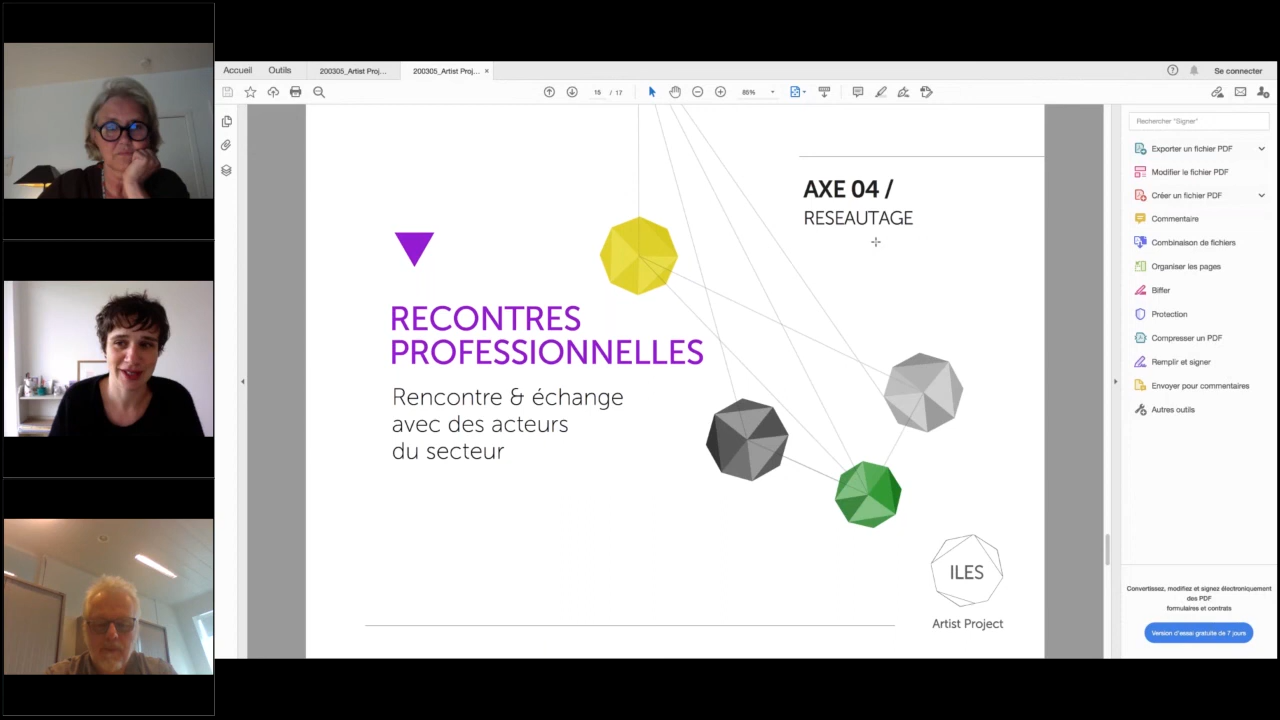 Accueil
Outils
200305_Artist Proj...
200305_Artist Proj... ×
Se connecter
15 / 17
85%
Rechercher "Signer"
Exporter un fichier PDF
Modifier le fichier PDF
Créer un fichier PDF
Commentaire
Combinaison de fichiers
Organiser les pages
Biffer
Protection
Compresser un PDF
Remplir et signer
Envoyer pour commentaires
Autres outils
Convertissez, modifiez et signez électroniquement
des PDF
formulaires et contrats
Version d'essai gratuite de 7 jours
AXE 04 /
RESEAUTAGE
RECONTRES
PROFESSIONNELLES
Rencontre & échange
avec des acteurs
du secteur
ILES
Artist Project